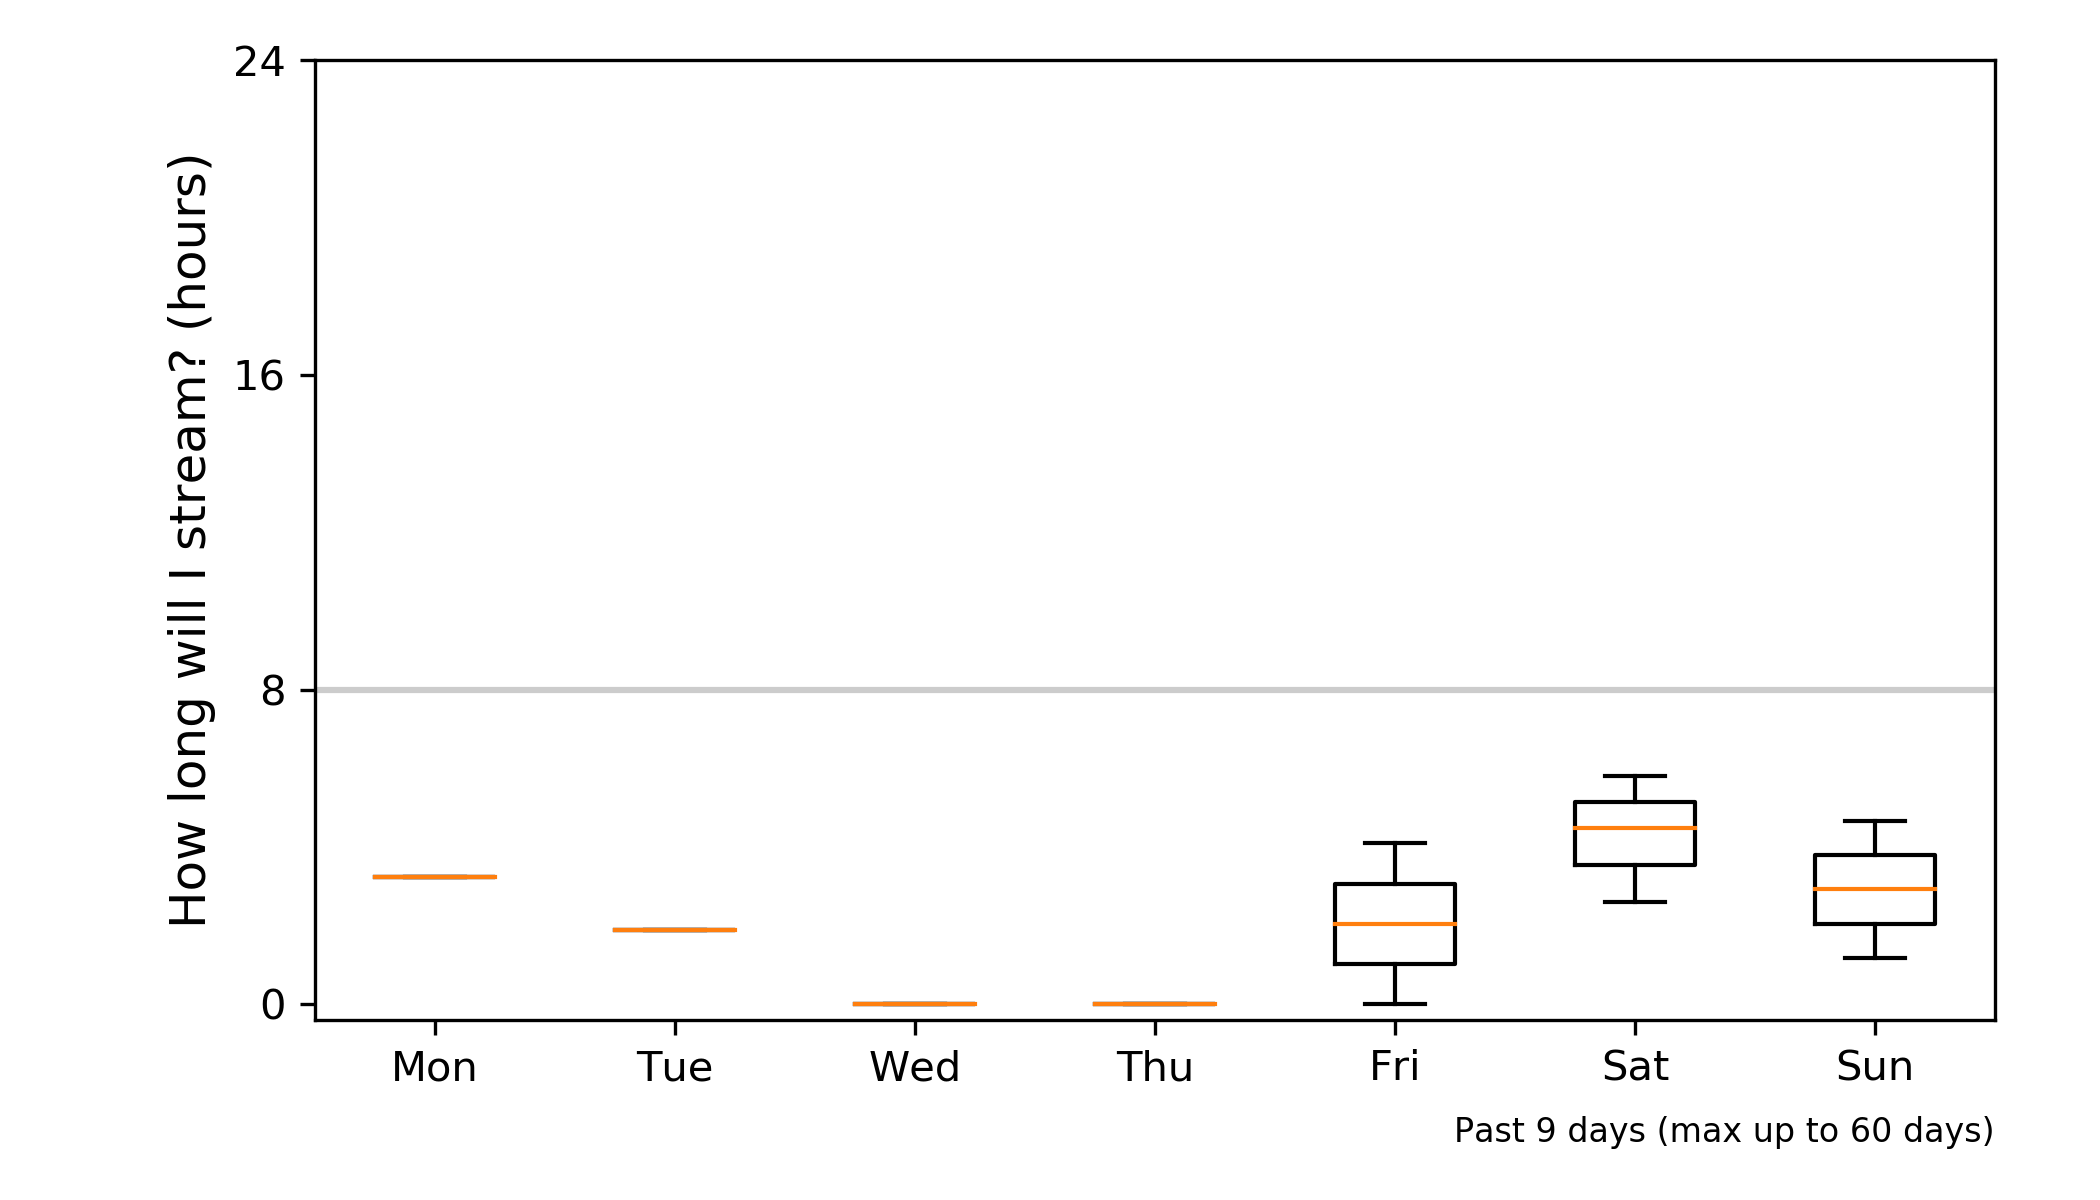 How long will I stream? (hours)
24
16
8
0
Mon Tue Wed Thu Fri Sat Sun
Past 9 days (max up to 60 days)